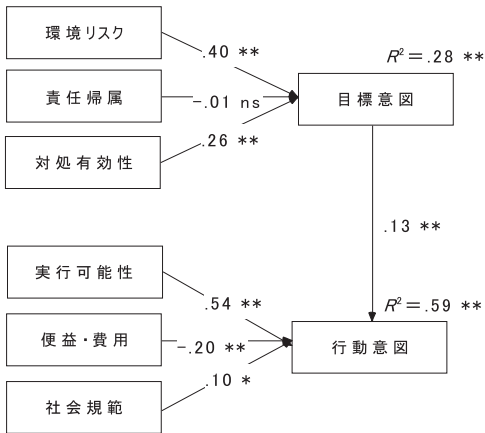 環境リスク
.40 **
R²=.28 **
責任帰属
-.01 ns
目標意図
対処有効性
.26 **
.13 **
実行可能性
.54 **
R²=.59 **
便益・費用
-.20 **
行動意図
.10 *
社会規範